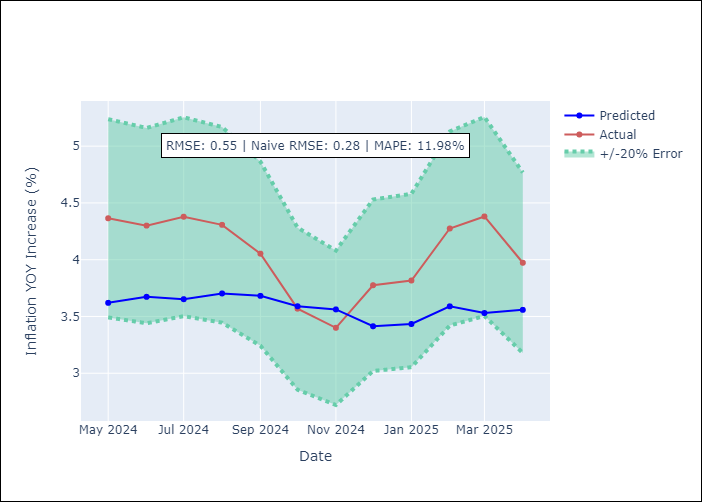 Predicted
Actual
+/-20% Error
RMSE: 0.55 | Naive RMSE: 0.28 | MAPE: 11.98%
5
4.5
4
3.5
3
Inflation YOY Increase (%)
May 2024
Jul 2024
Sep 2024
Nov 2024
Jan 2025
Mar 2025
Date